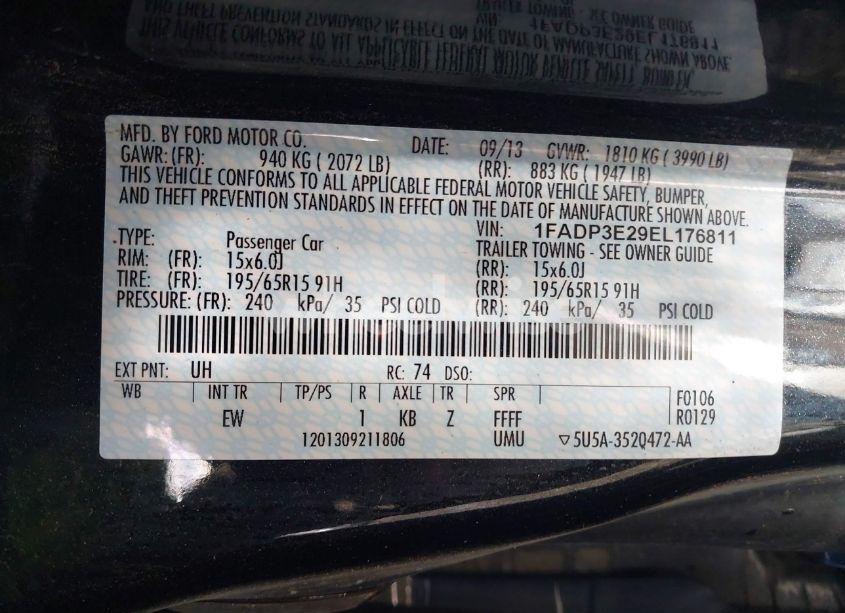 MFD. BY FORD MOTOR CO. DATE: 09/13 GVWR: 1810 KG ( 3990 LB)
GAWR: (FR): 940 KG ( 2072 LB) (RR): 883 KG ( 1947 LB)
THIS VEHICLE CONFORMS TO ALL APPLICABLE FEDERAL MOTOR VEHICLE SAFETY, BUMPER,
AND THEFT PREVENTION STANDARDS IN EFFECT ON THE DATE OF MANUFACTURE SHOWN ABOVE.
VIN: 1FADP3E29EL176811
TYPE: Passenger Car TRAILER TOWING - SEE OWNER GUIDE
RIM: (FR): 15x6.0J (RR): 15x6.0J
TIRE: (FR): 195/65R15 91H (RR): 195/65R15 91H
PRESSURE: (FR): 240 kPa/ 35 PSI COLD (RR): 240 kPa/ 35 PSI COLD
EXT PNT: UH RC: 74 DSO:
WB INT TR TP/PS R AXLE TR SPR F0106
EW 1 KB Z FFFF R0129
1201309211806 UMU ▽5U5A-3520472-AA